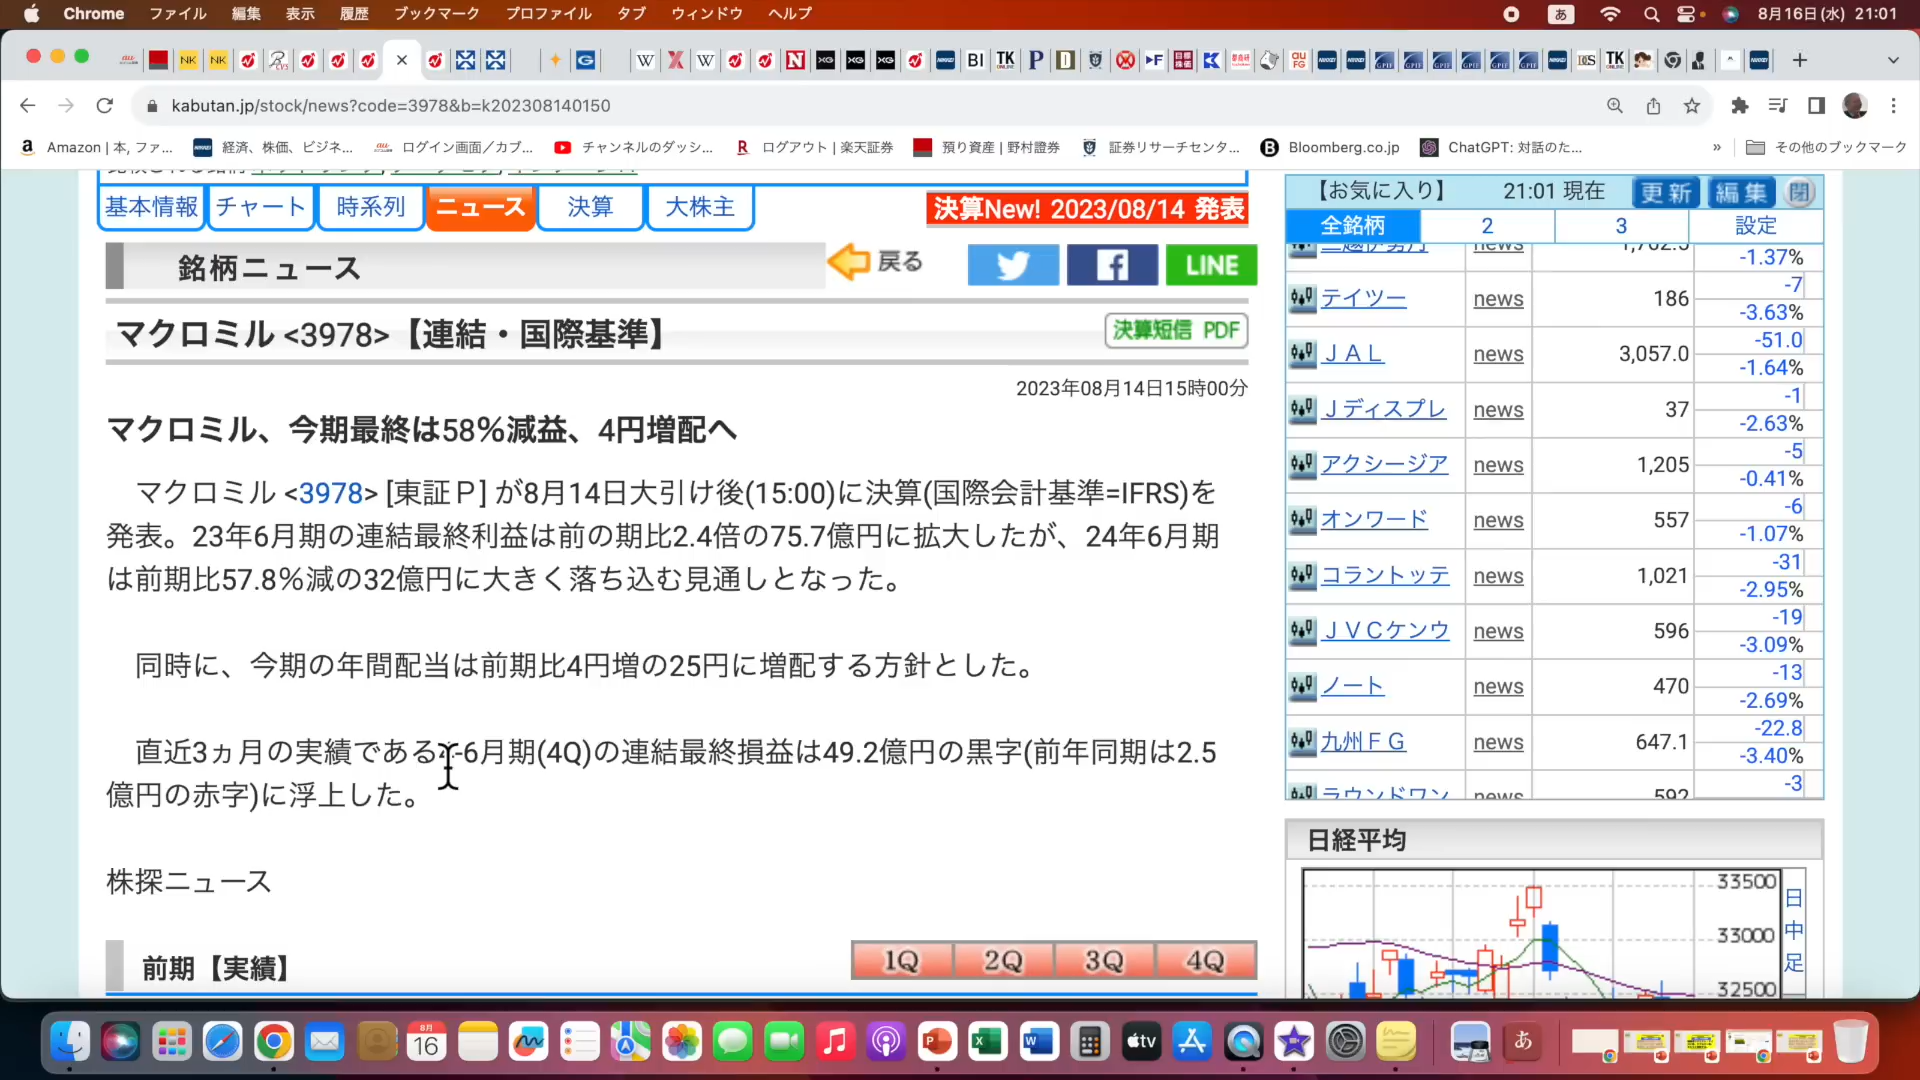 Chrome ファイル 編集 表示 履歴 ブックマーク プロファイル タブ ウィンドウ ヘルプ あ 8月16日(水) 21:01
kabutan.jp/stock/news?code=3978&b=k202308140150
Amazon | 本, ファ... 経済、株価、ビジネ... ログイン画面／カブ... チャンネルのダッシ... ログアウト | 楽天証券 預り資産 | 野村證券 証券リサーチセンタ... Bloomberg.co.jp ChatGPT: 対話のた... » その他のブックマーク
基本情報 チャート 時系列 ニュース 決算 大株主 決算New! 2023/08/14 発表
銘柄ニュース 戻る LINE
マクロミル <3978>【連結・国際基準】 決算短信 PDF
2023年08月14日15時00分
マクロミル、今期最終は58％減益、4円増配へ
マクロミル <3978> [東証Ｐ] が8月14日大引け後(15:00)に決算(国際会計基準=IFRS)を
発表。23年6月期の連結最終利益は前の期比2.4倍の75.7億円に拡大したが、24年6月期
は前期比57.8％減の32億円に大きく落ち込む見通しとなった。
同時に、今期の年間配当は前期比4円増の25円に増配する方針とした。
直近3ヵ月の実績である -6月期(4Q)の連結最終損益は49.2億円の黒字(前年同期は2.5
億円の赤字)に浮上した。
株探ニュース
前期【実績】 1Q 2Q 3Q 4Q
【お気に入り】 21:01 現在 更新 編集 閉
全銘柄 2 3 設定
news -1.37%
テイツー news 186 -7 -3.63%
ＪＡＬ news 3,057.0 -51.0 -1.64%
Ｊディスプレ news 37 -1 -2.63%
アクシージア news 1,205 -5 -0.41%
オンワード news 557 -6 -1.07%
コラントッテ news 1,021 -31 -2.95%
ＪＶＣケンウ news 596 -19 -3.09%
ノート news 470 -13 -2.69%
九州ＦＧ news 647.1 -22.8 -3.40%
ラウンドワン news 592 -3
日経平均
33500
33000
32500
日
中
足
8月
16